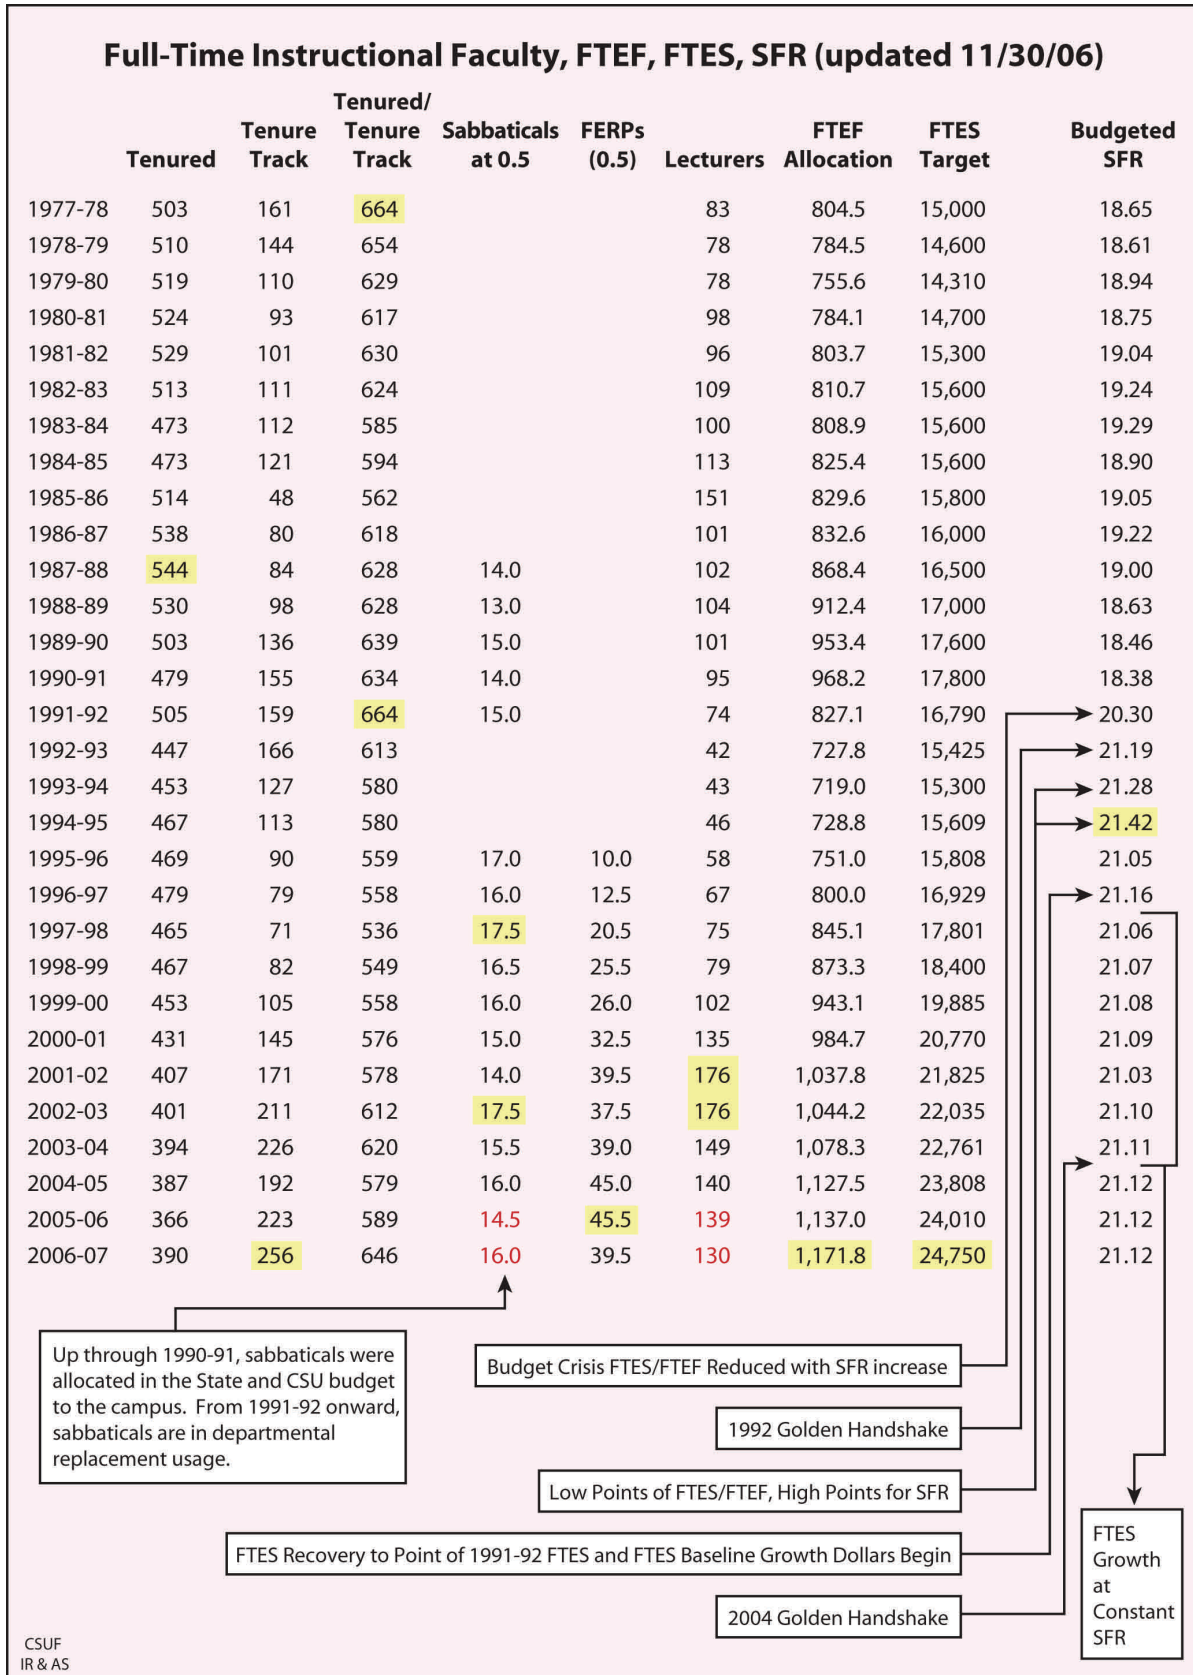 Full-Time Instructional Faculty, FTEF, FTES, SFR (updated 11/30/06)
Tenured/
Tenure Tenure Sabbaticals FERPs FTEF FTES Budgeted
Tenured Track Track at 0.5 (0.5) Lecturers Allocation Target SFR
1977-78 503 161 664 83 804.5 15,000 18.65
1978-79 510 144 654 78 784.5 14,600 18.61
1979-80 519 110 629 78 755.6 14,310 18.94
1980-81 524 93 617 98 784.1 14,700 18.75
1981-82 529 101 630 96 803.7 15,300 19.04
1982-83 513 111 624 109 810.7 15,600 19.24
1983-84 473 112 585 100 808.9 15,600 19.29
1984-85 473 121 594 113 825.4 15,600 18.90
1985-86 514 48 562 151 829.6 15,800 19.05
1986-87 538 80 618 101 832.6 16,000 19.22
1987-88 544 84 628 14.0 102 868.4 16,500 19.00
1988-89 530 98 628 13.0 104 912.4 17,000 18.63
1989-90 503 136 639 15.0 101 953.4 17,600 18.46
1990-91 479 155 634 14.0 95 968.2 17,800 18.38
1991-92 505 159 664 15.0 74 827.1 16,790 20.30
1992-93 447 166 613 42 727.8 15,425 21.19
1993-94 453 127 580 43 719.0 15,300 21.28
1994-95 467 113 580 46 728.8 15,609 21.42
1995-96 469 90 559 17.0 10.0 58 751.0 15,808 21.05
1996-97 479 79 558 16.0 12.5 67 800.0 16,929 21.16
1997-98 465 71 536 17.5 20.5 75 845.1 17,801 21.06
1998-99 467 82 549 16.5 25.5 79 873.3 18,400 21.07
1999-00 453 105 558 16.0 26.0 102 943.1 19,885 21.08
2000-01 431 145 576 15.0 32.5 135 984.7 20,770 21.09
2001-02 407 171 578 14.0 39.5 176 1,037.8 21,825 21.03
2002-03 401 211 612 17.5 37.5 176 1,044.2 22,035 21.10
2003-04 394 226 620 15.5 39.0 149 1,078.3 22,761 21.11
2004-05 387 192 579 16.0 45.0 140 1,127.5 23,808 21.12
2005-06 366 223 589 14.5 45.5 139 1,137.0 24,010 21.12
2006-07 390 256 646 16.0 39.5 130 1,171.8 24,750 21.12
Up through 1990-91, sabbaticals were
allocated in the State and CSU budget
to the campus. From 1991-92 onward,
sabbaticals are in departmental
replacement usage.
Budget Crisis FTES/FTEF Reduced with SFR increase
1992 Golden Handshake
Low Points of FTES/FTEF, High Points for SFR
FTES Recovery to Point of 1991-92 FTES and FTES Baseline Growth Dollars Begin
2004 Golden Handshake
FTES
Growth
at
Constant
SFR
CSUF
IR & AS